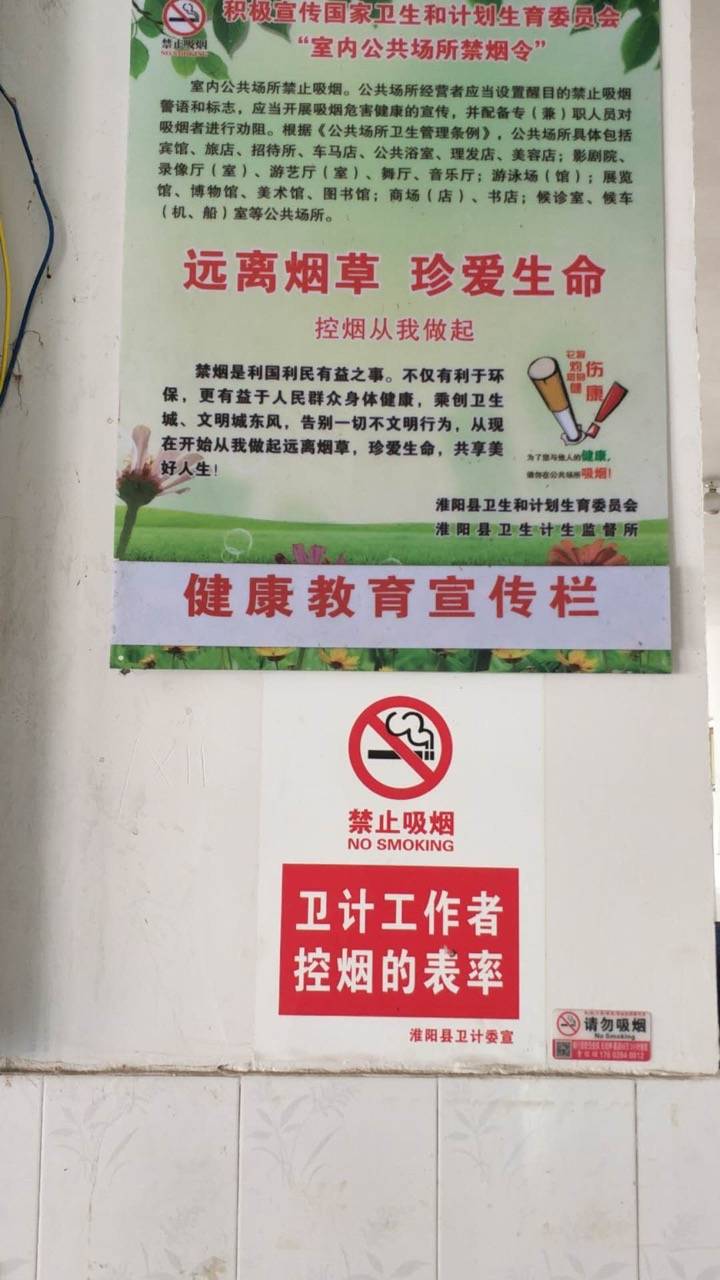 积极宣传国家卫生和计划生育委员会
禁止吸烟
NO SMOKING
“室内公共场所禁烟令”
室内公共场所禁止吸烟。公共场所经营者应当设置醒目的禁止吸烟
警语和标志，应当开展吸烟危害健康的宣传，并配备专（兼）职人员对
吸烟者进行劝阻。根据《公共场所卫生管理条例》，公共场所具体包括
宾馆、旅店、招待所、车马店、公共浴室、理发店、美容店；影剧院、
录像厅（室）、游艺厅（室）、舞厅、音乐厅；游泳场（馆）；展览
馆、博物馆、美术馆、图书馆；商场（店）、书店；候诊室、候车
（机、船）室等公共场所。
远离烟草 珍爱生命
控烟从我做起
禁烟是利国利民有益之事。不仅有利于环
保，更有益于人民群众身体健康，乘创卫生
城、文明城东风，告别一切不文明行为，从现
在开始从我做起远离烟草，珍爱生命，共享美
好人生！
伤
康
为了您与他人的健康，
请勿在公共场所吸烟！
淮阳县卫生和计划生育委员会
淮阳县卫生计生监督所
健康教育宣传栏
禁止吸烟
NO SMOKING
卫计工作者
控烟的表率
淮阳县卫计委宣
请勿吸烟
No Smoking